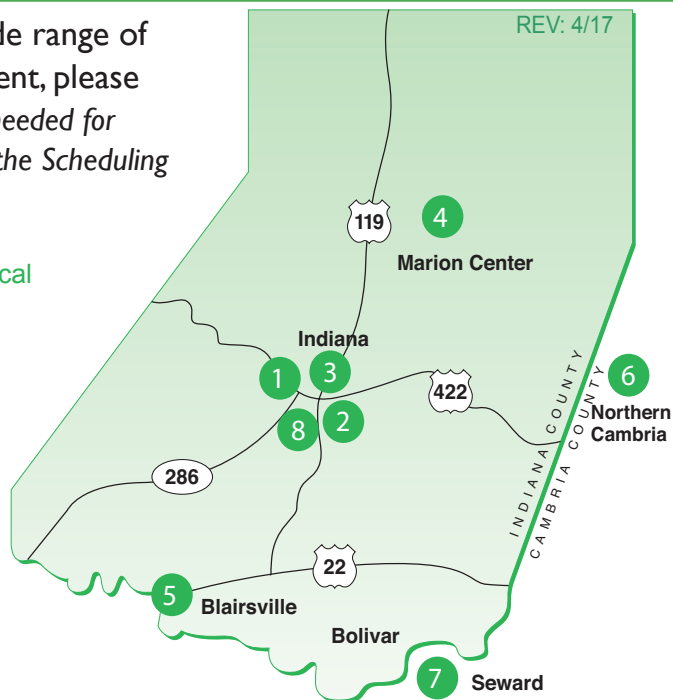 de range of
ent, please
needed for
the Scheduling
cal
REV: 4/17
119
4
Marion Center
Indiana
1
3
422
6
Northern
Cambria
8
2
286
INDIANA COUNTY
CAMBRIA COUNTY
22
5
Blairsville
Bolivar
7
Seward